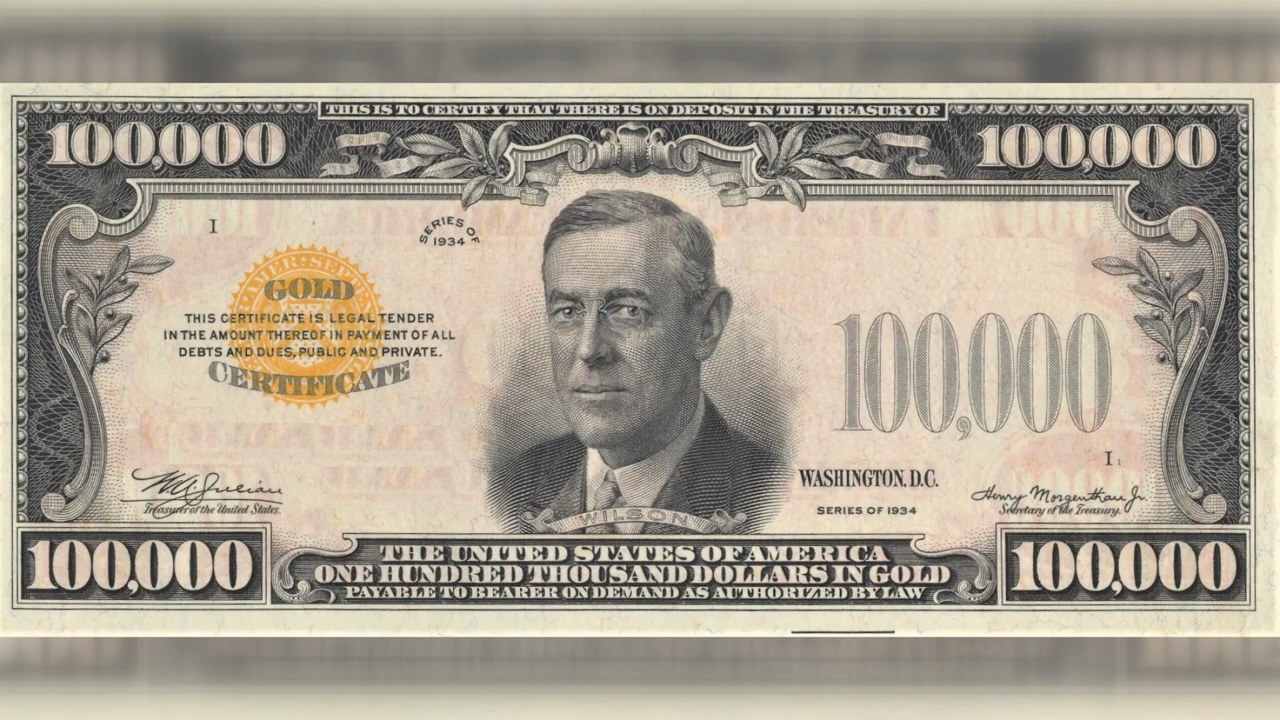 THIS IS TO CERTIFY THAT THERE IS ON DEPOSIT IN THE TREASURY OF
100,000
100,000
I
SERIES OF
1934
GOLD
THIS CERTIFICATE IS LEGAL TENDER
IN THE AMOUNT THEREOF IN PAYMENT OF ALL
DEBTS AND DUES, PUBLIC AND PRIVATE.
CERTIFICATE
100,000
I
WASHINGTON, D.C.
Treasurer of the United States.
SERIES OF 1934
Henry Morgenthau Jr.
Secretary of the Treasury.
WILSON
100,000
THE UNITED STATES OF AMERICA
ONE HUNDRED THOUSAND DOLLARS IN GOLD
PAYABLE TO BEARER ON DEMAND AS AUTHORIZED BY LAW
100,000